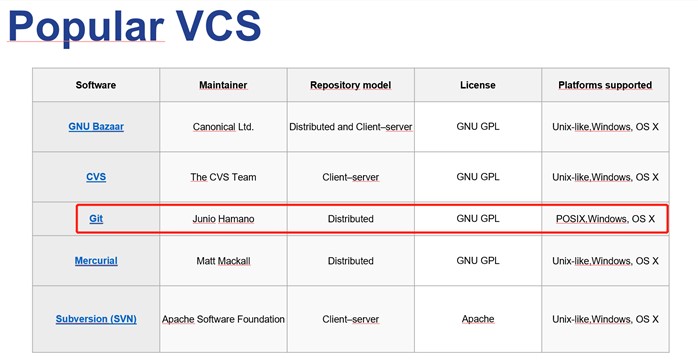 Popular VCS
Software Maintainer Repository model License Platforms supported
GNU Bazaar Canonical Ltd. Distributed and Client–server GNU GPL Unix-like,Windows, OS X
CVS The CVS Team Client–server GNU GPL Unix-like,Windows, OS X
Git Junio Hamano Distributed GNU GPL POSIX,Windows, OS X
Mercurial Matt Mackall Distributed GNU GPL Unix-like,Windows, OS X
Subversion (SVN) Apache Software Foundation Client–server Apache Unix-like,Windows, OS X